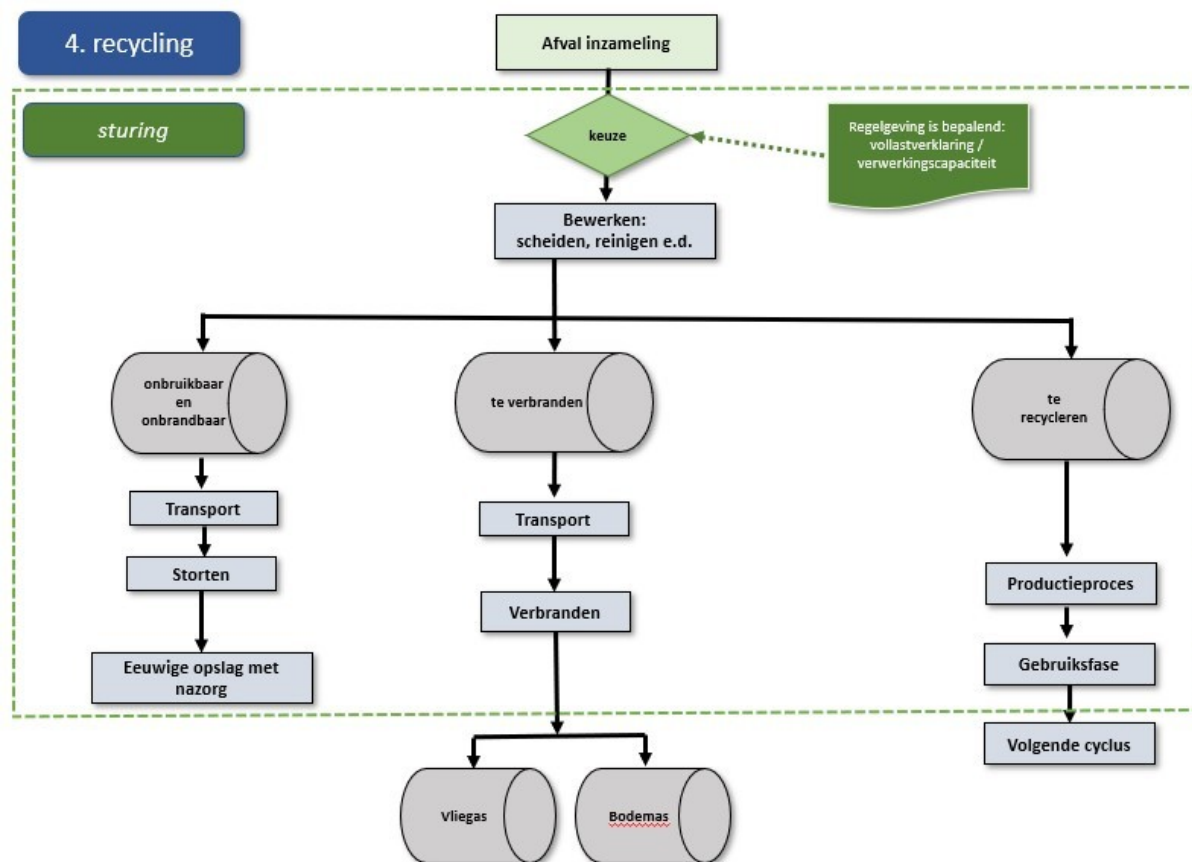 4. recycling
Afval inzameling
sturing
keuze
Regelgeving is bepalend:
vollastverklaring /
verwerkingscapaciteit
Bewerken:
scheiden, reinigen e.d.
onbruikbaar
en
onbrandbaar
te verbranden
te
recycleren
Transport
Transport
Storten
Productieproces
Verbranden
Eeuwige opslag met
nazorg
Gebruiksfase
Volgende cyclus
Vliegas
Bodemas